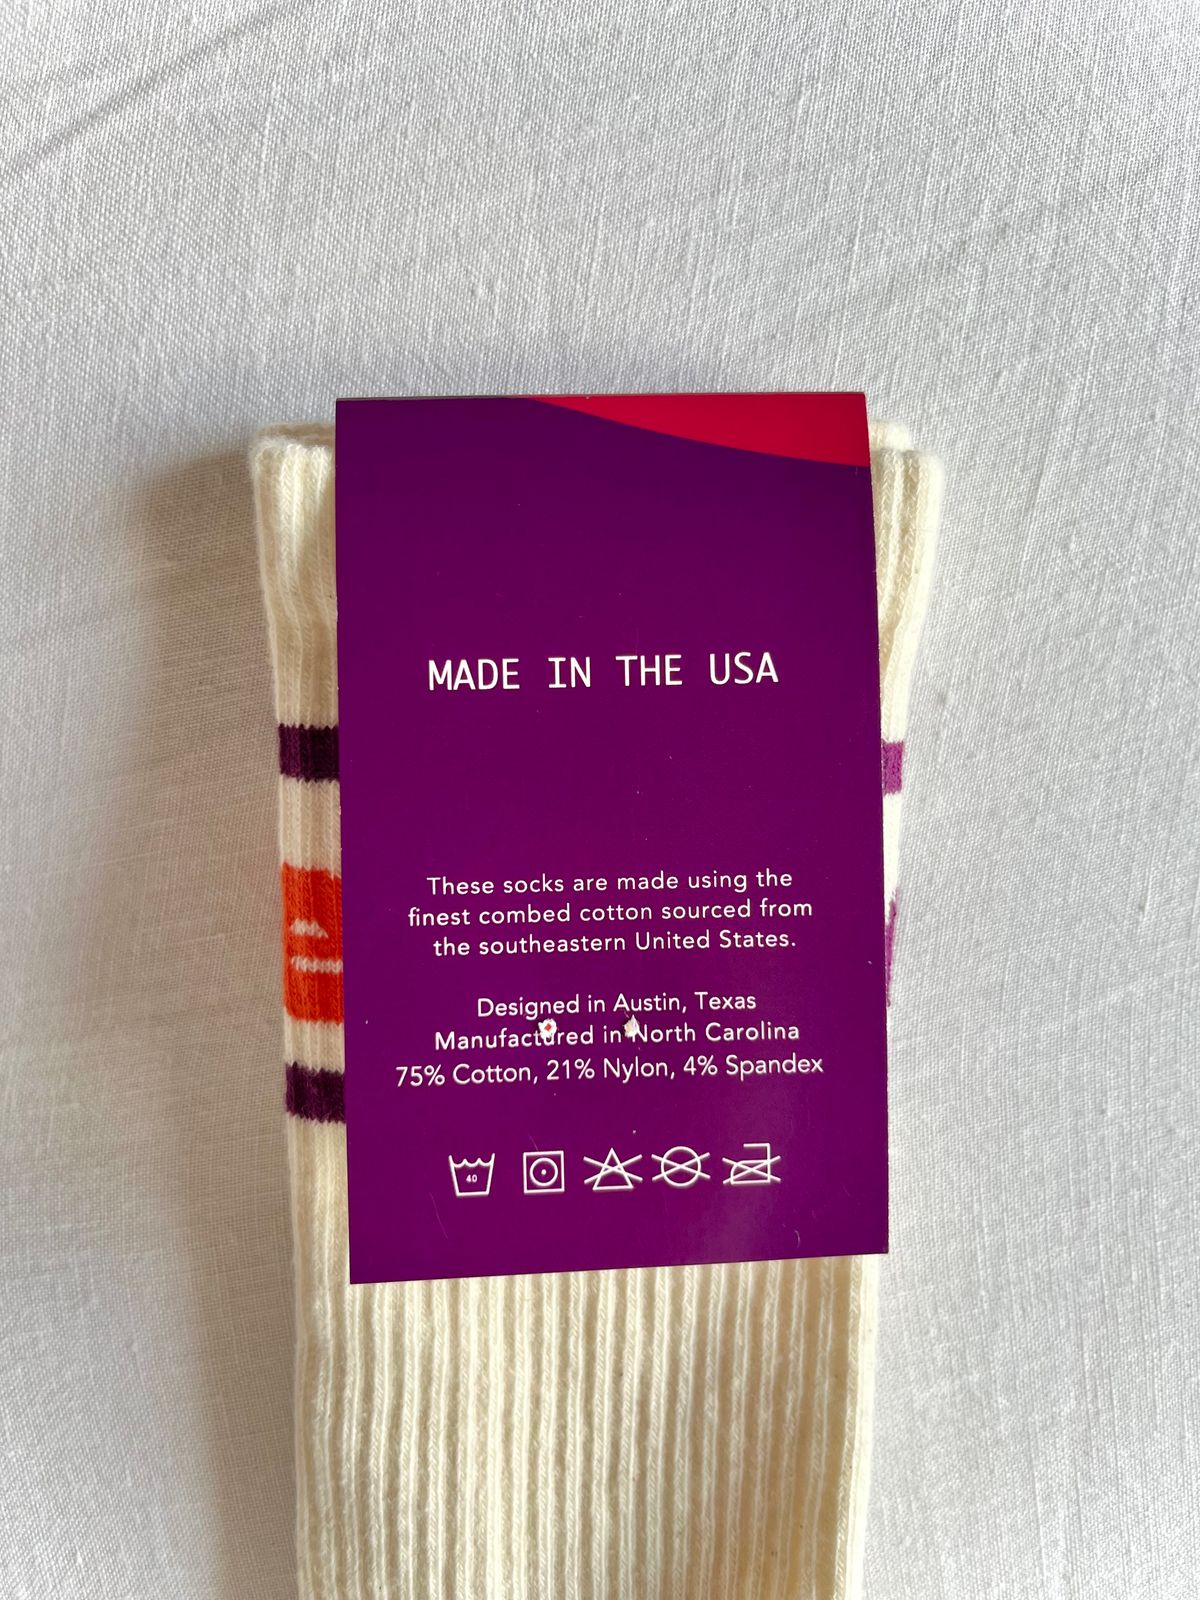 MADE IN THE USA
These socks are made using the
finest combed cotton sourced from
the southeastern United States.
Designed in Austin, Texas
Manufactured in North Carolina
75% Cotton, 21% Nylon, 4% Spandex
40